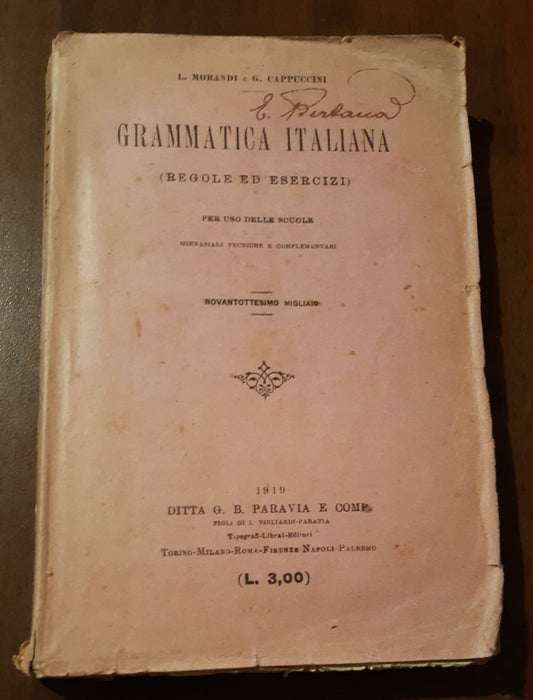 L. MORANDI e G. CAPPUCCINI
E. Bertana
GRAMMATICA ITALIANA
(REGOLE ED ESERCIZI)
PER USO DELLE SCUOLE
GINNASIALI TECNICHE E COMPLEMENTARI
NOVANTOTTESIMO MIGLIAIO
1919
DITTA G. B. PARAVIA E COMP.
FIGLI DI I. VIGLIARDI-PARAVIA
Tipografi-Librai-Editori
TORINO-MILANO-ROMA-FIRENZE-NAPOLI-PALERMO
(L. 3,00)